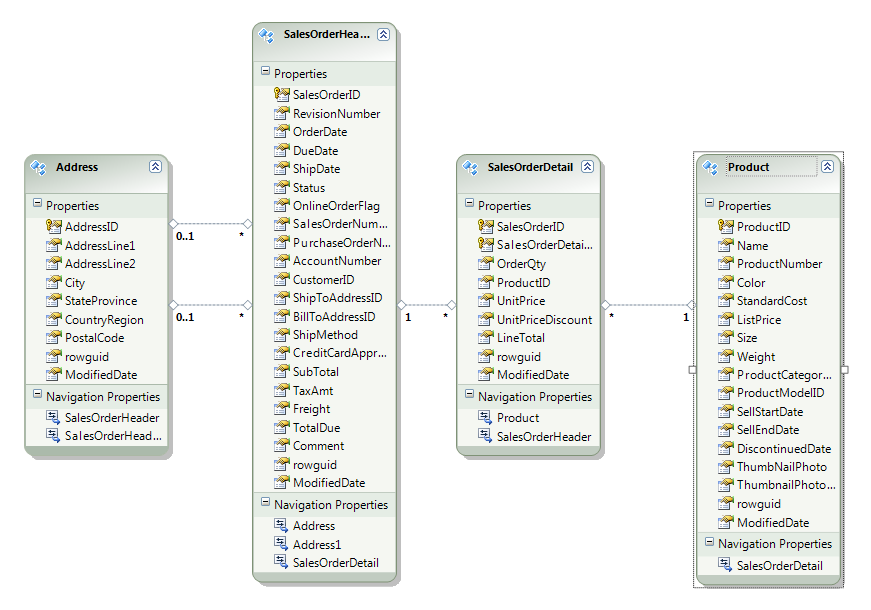 Address
Properties
AddressID
AddressLine1
AddressLine2
City
StateProvince
CountryRegion
PostalCode
rowguid
ModifiedDate
Navigation Properties
SalesOrderHeader
SalesOrderHead...
0..1
*
0..1
*
SalesOrderHea...
Properties
SalesOrderID
RevisionNumber
OrderDate
DueDate
ShipDate
Status
OnlineOrderFlag
SalesOrderNum...
PurchaseOrderN...
AccountNumber
CustomerID
ShipToAddressID
BillToAddressID
ShipMethod
CreditCardAppr...
SubTotal
TaxAmt
Freight
TotalDue
Comment
rowguid
ModifiedDate
Navigation Properties
Address
Address1
SalesOrderDetail
1
*
SalesOrderDetail
Properties
SalesOrderID
SalesOrderDetai...
OrderQty
ProductID
UnitPrice
UnitPriceDiscount
LineTotal
rowguid
ModifiedDate
Navigation Properties
Product
SalesOrderHeader
*
1
Product
Properties
ProductID
Name
ProductNumber
Color
StandardCost
ListPrice
Size
Weight
ProductCategor...
ProductModelID
SellStartDate
SellEndDate
DiscontinuedDate
ThumbNailPhoto
ThumbnailPhoto...
rowguid
ModifiedDate
Navigation Properties
SalesOrderDetail